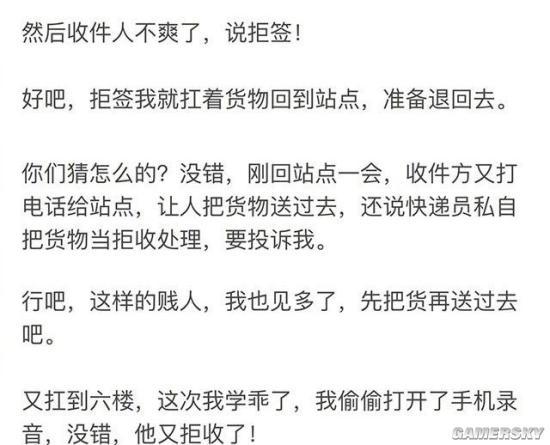 然后收件人不爽了，说拒签！
好吧，拒签我就扛着货物回到站点，准备退回去。
你们猜怎么的？没错，刚回站点一会，收件方又打
电话给站点，让人把货物送过去，还说快递员私自
把货物当拒收处理，要投诉我。
行吧，这样的贱人，我也见多了，先把货再送过去
吧。
又扛到六楼，这次我学乖了，我偷偷打开了手机录
音，没错，他又拒收了！
GAMERSKY